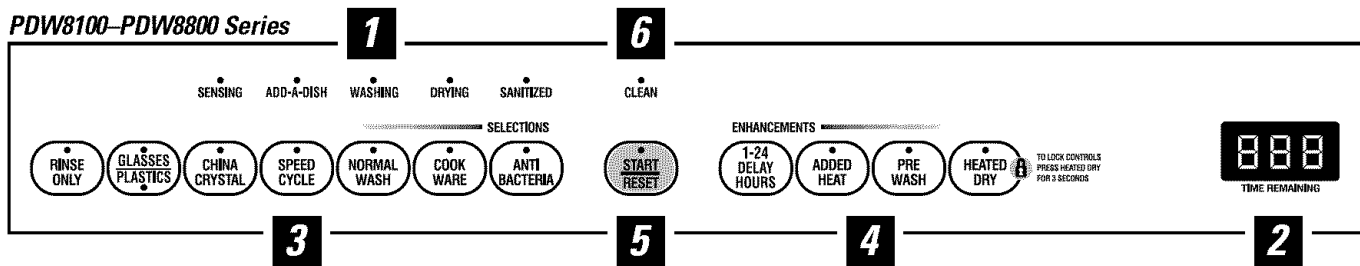 PDW8100–PDW8800 Series
1
6
SENSING ADD-A-DISH WASHING DRYING SANITIZED CLEAN
SELECTIONS
ENHANCEMENTS
RINSE ONLY
GLASSES PLASTICS
CHINA CRYSTAL
SPEED CYCLE
NORMAL WASH
COOK WARE
ANTI BACTERIA
START RESET
1-24 DELAY HOURS
ADDED HEAT
PRE WASH
HEATED DRY
TO LOCK CONTROLS
PRESS HEATED DRY
FOR 3 SECONDS
888
TIME REMAINING
3
5
4
2